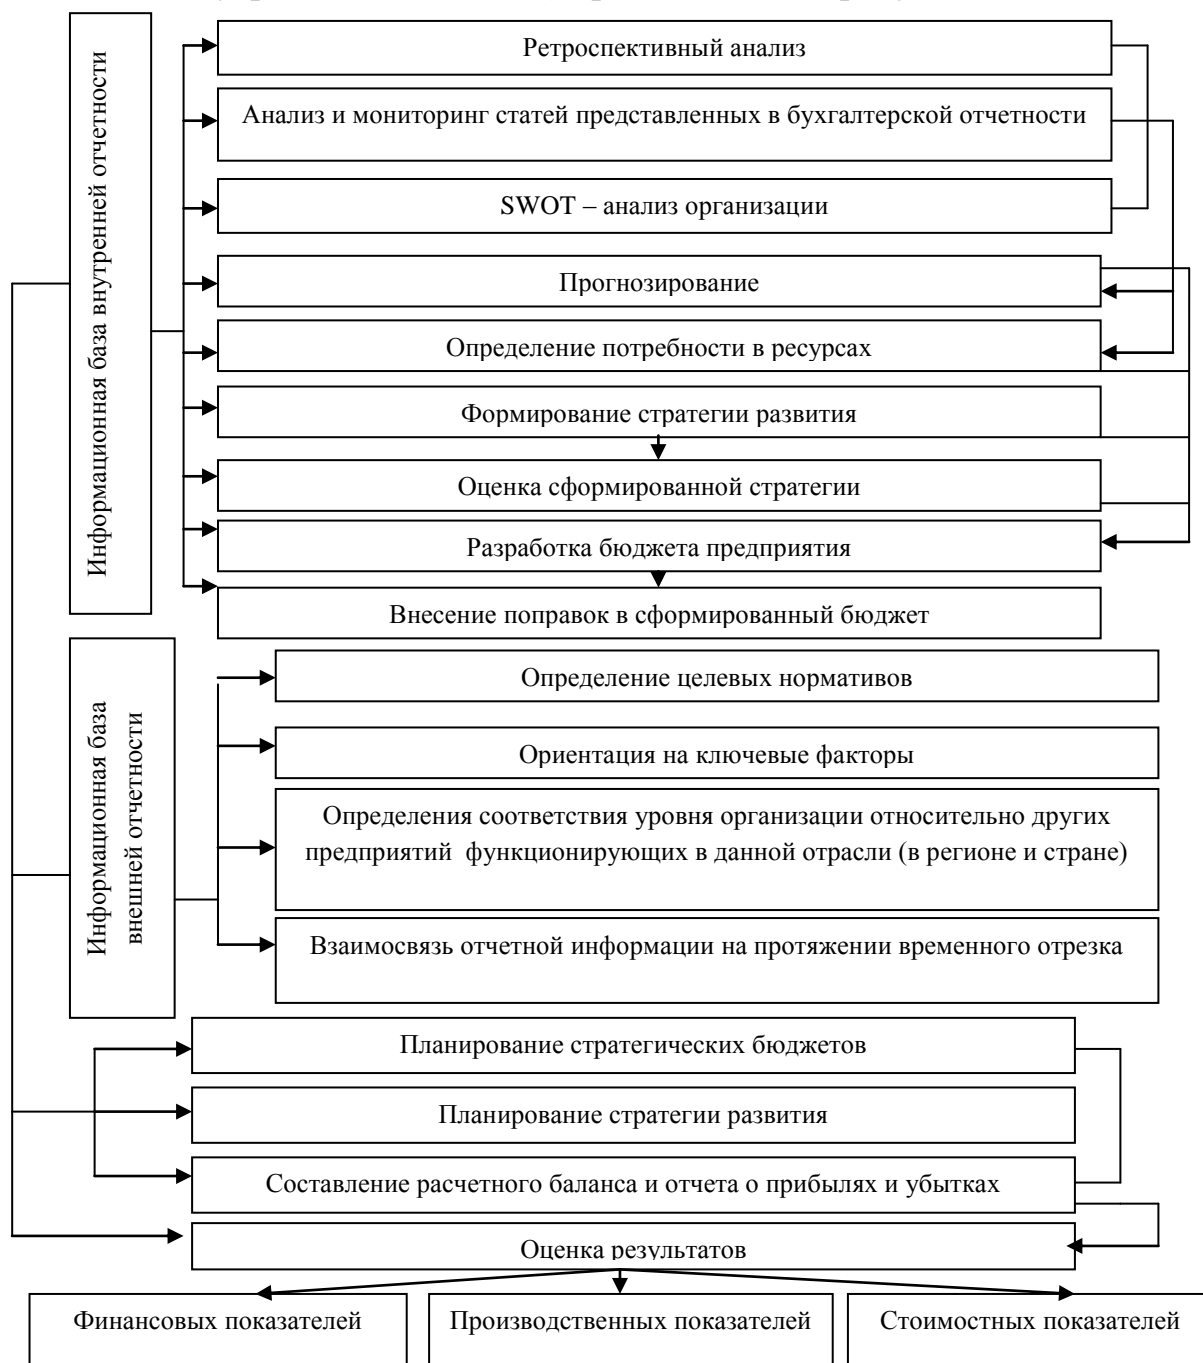 Ретроспективный анализ
Анализ и мониторинг статей представленных в бухгалтерской отчетности
SWOT – анализ организации
Прогнозирование
Определение потребности в ресурсах
Формирование стратегии развития
Оценка сформированной стратегии
Разработка бюджета предприятия
Внесение поправок в сформированный бюджет
Информационная база внутренней отчетности
Информационная база
внешней отчетности
Определение целевых нормативов
Ориентация на ключевые факторы
Определения соответствия уровня организации относительно других
предприятий функционирующих в данной отрасли (в регионе и стране)
Взаимосвязь отчетной информации на протяжении временного отрезка
Планирование стратегических бюджетов
Планирование стратегии развития
Составление расчетного баланса и отчета о прибылях и убытках
Оценка результатов
Финансовых показателей
Производственных показателей
Стоимостных показателей